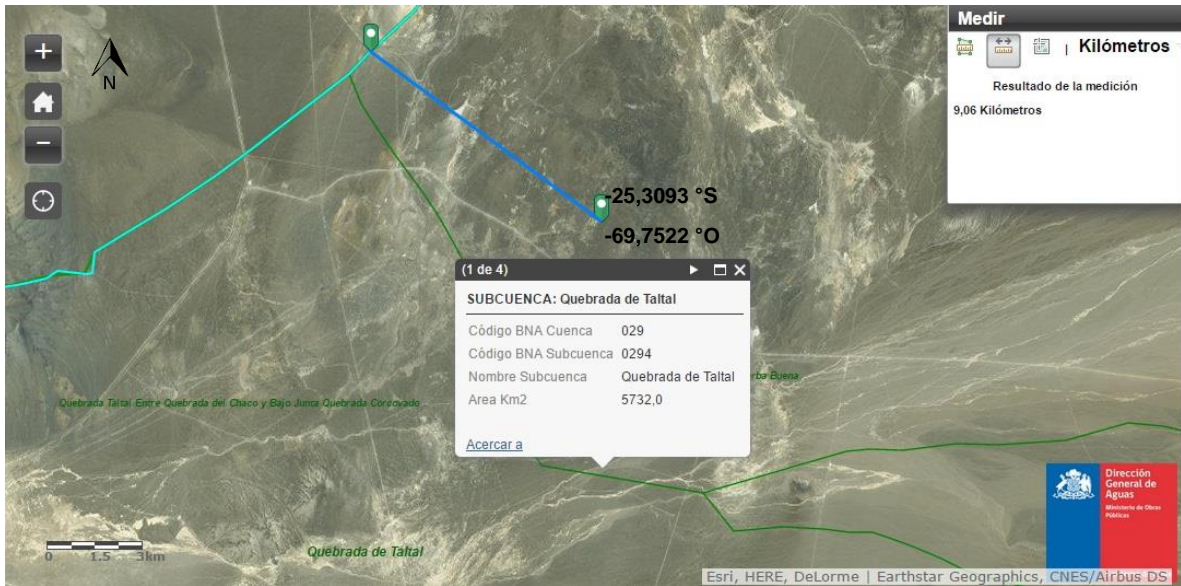 Medir
+
N
-
| Kilómetros
Resultado de la medición
9,06 Kilómetros
-25,3093 °S
-69,7522 °O
(1 de 4)
SUBCUENCA: Quebrada de Taltal
Código BNA Cuenca 029
Código BNA Subcuenca 0294
Nombre Subcuenca Quebrada de Taltal
Area Km2 5732,0
Acercar a
rba Buena
Quebrada Taltal Entre Quebrada del Chaco y Bajo Junta Quebrada Corcovado
Quebrada de Taltal
0 1.5 3km
Dirección
General de
Aguas
Ministerio de Obras
Públicas
Esri, HERE, DeLorme | Earthstar Geographics, CNES/Airbus DS